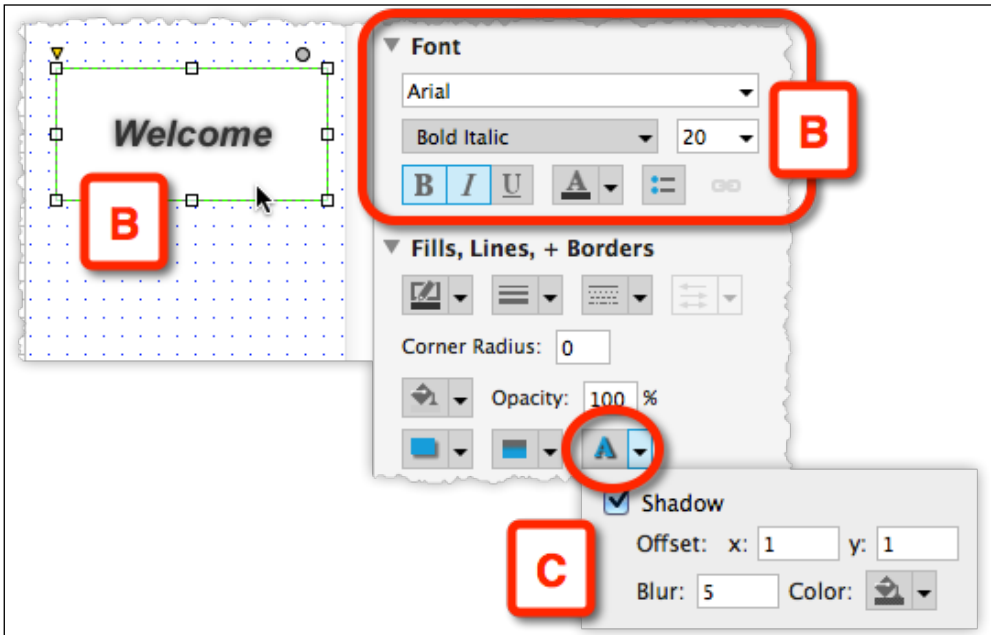 Font
Arial
Welcome
Bold Italic 20
B
B I U A
B
Fills, Lines, + Borders
Corner Radius: 0
Opacity: 100 %
A
Shadow
Offset: x: 1 y: 1
C
Blur: 5 Color: